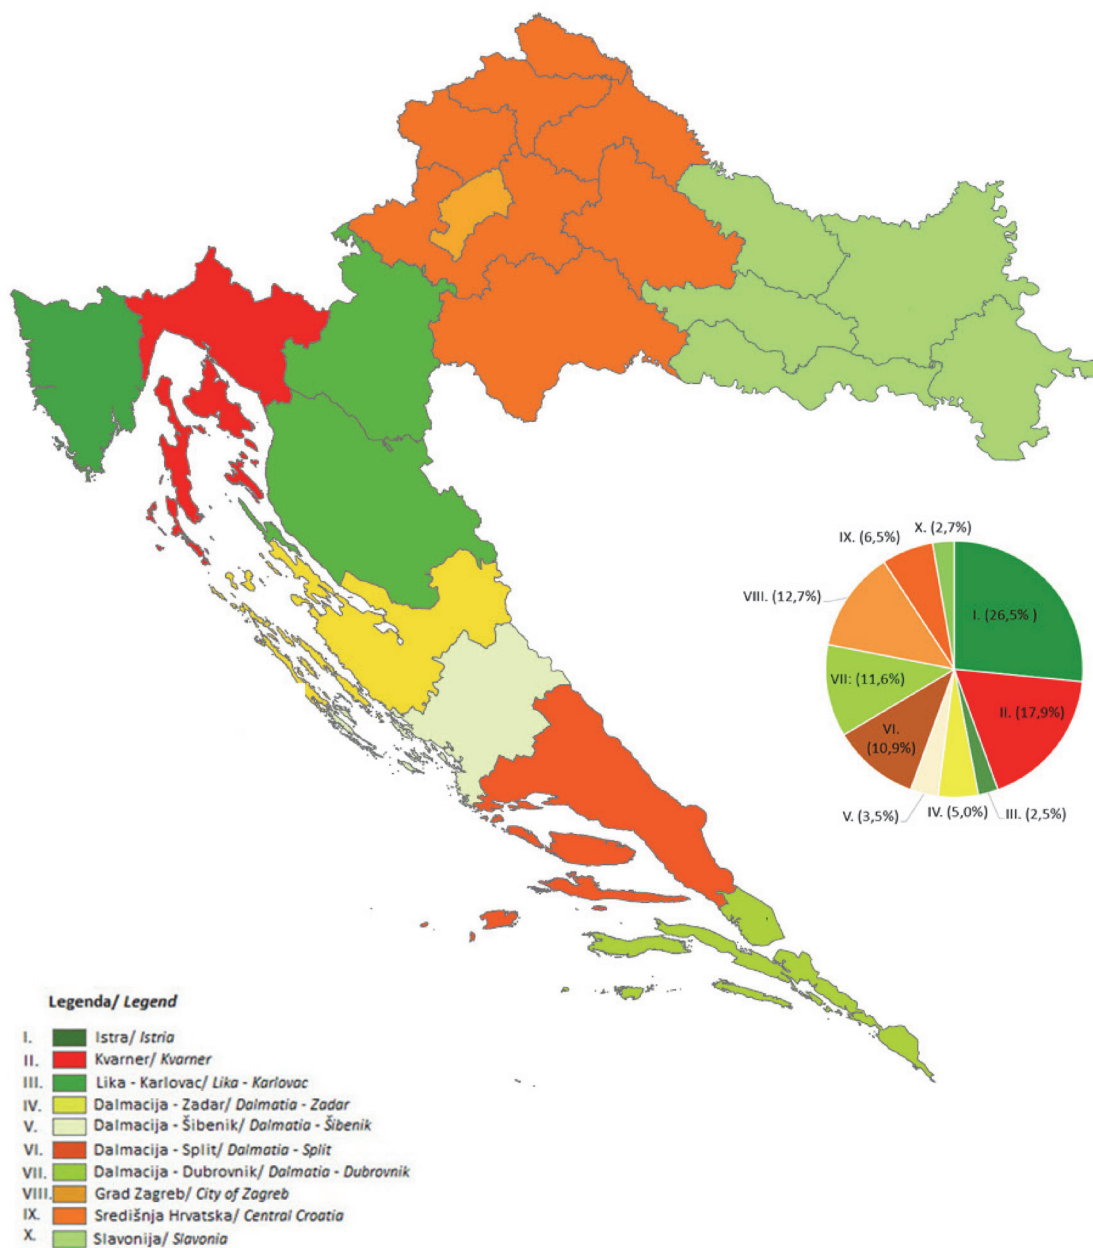 X. (2,7%)
IX. (6,5%)
VIII. (12,7%)
I. (26,5% )
VII: (11,6%)
II. (17,9%)
VI.
(10,9%)
V. (3,5%)
IV. (5,0%)
III. (2,5%)
Legenda/ Legend
I. Istra/ Istria
II. Kvarner/ Kvarner
III. Lika - Karlovac/ Lika - Karlovac
IV. Dalmacija - Zadar/ Dalmatia - Zadar
V. Dalmacija - Šibenik/ Dalmatia - Šibenik
VI. Dalmacija - Split/ Dalmatia - Split
VII. Dalmacija - Dubrovnik/ Dalmatia - Dubrovnik
VIII. Grad Zagreb/ City of Zagreb
IX. Središnja Hrvatska/ Central Croatia
X. Slavonija/ Slavonia